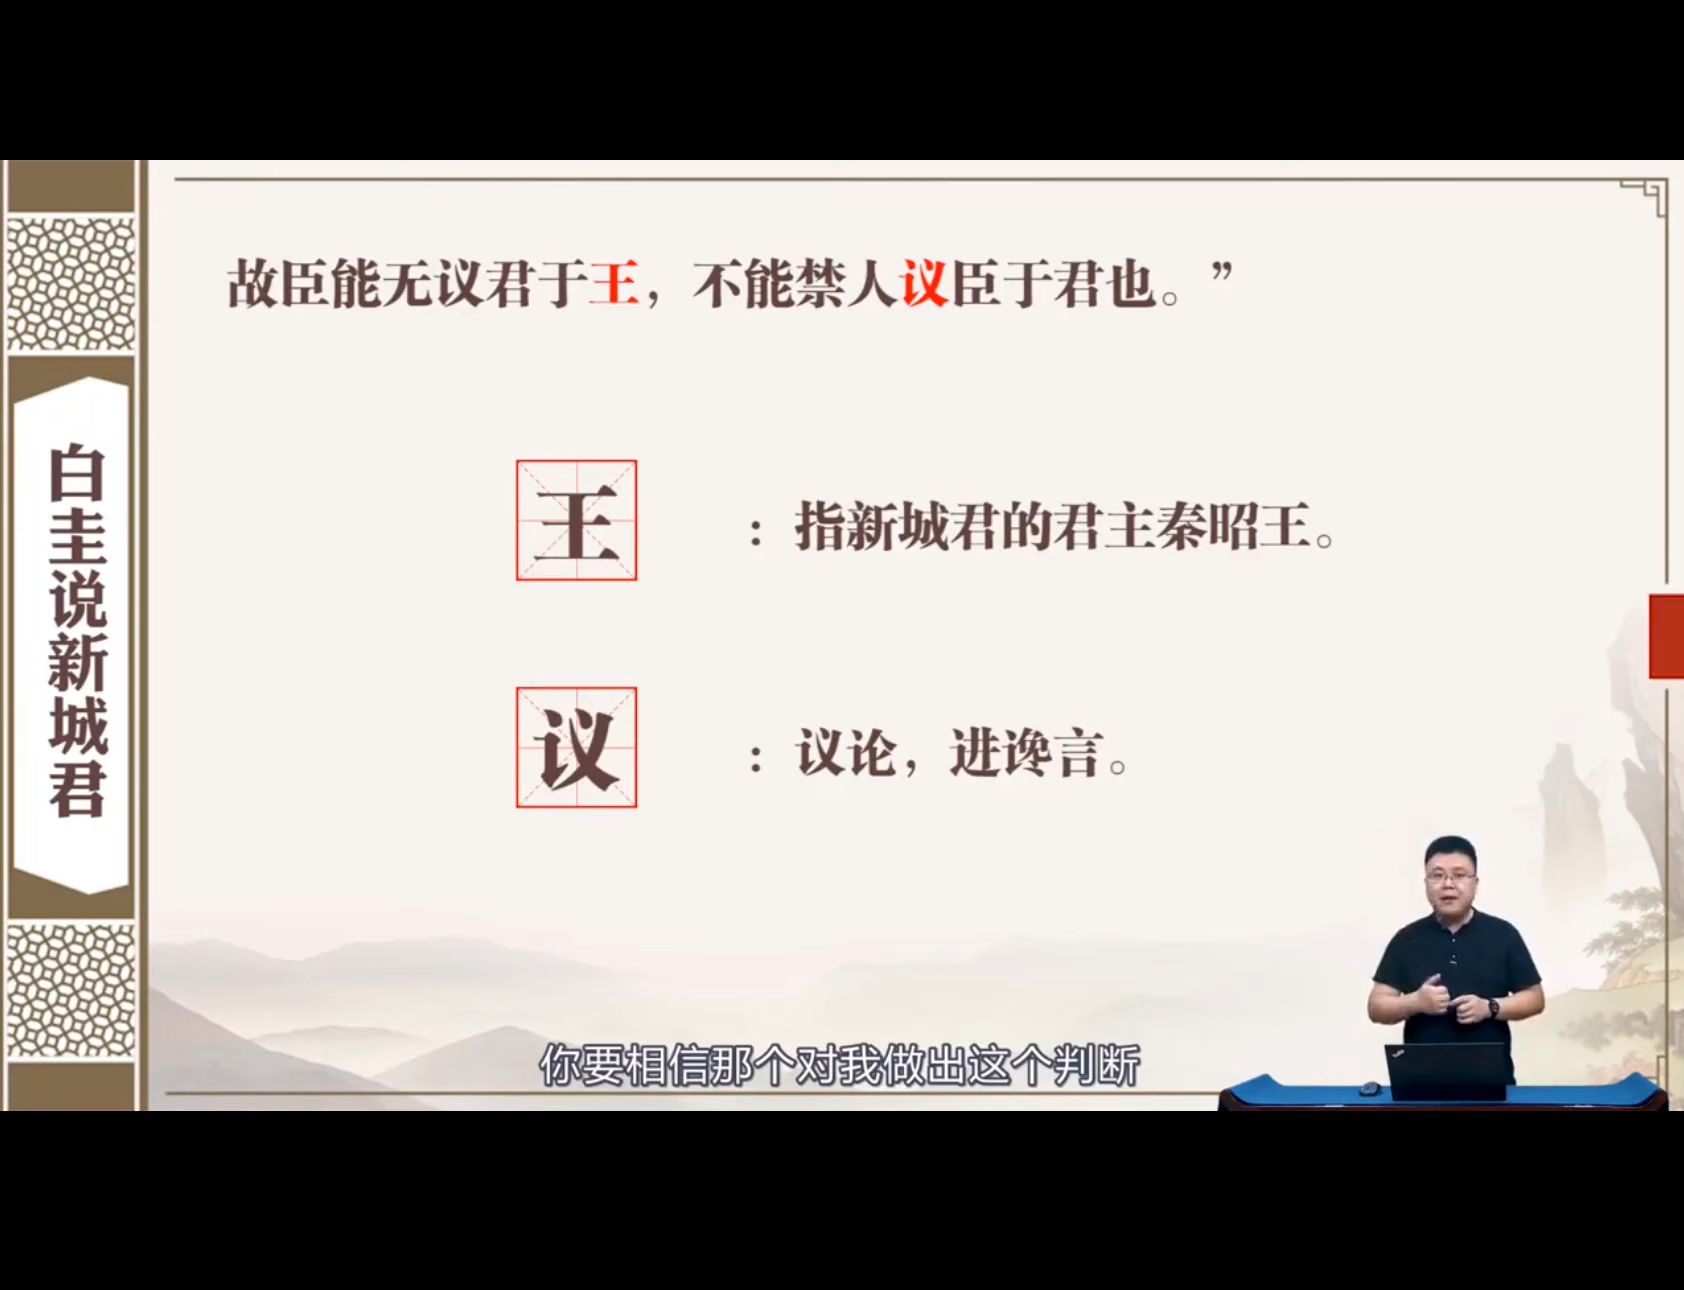 故臣能无议君于王，不能禁人议臣于君也。”
王：指新城君的君主秦昭王。
议：议论，进谗言。
白圭说新城君
你要相信那个对我做出这个判断